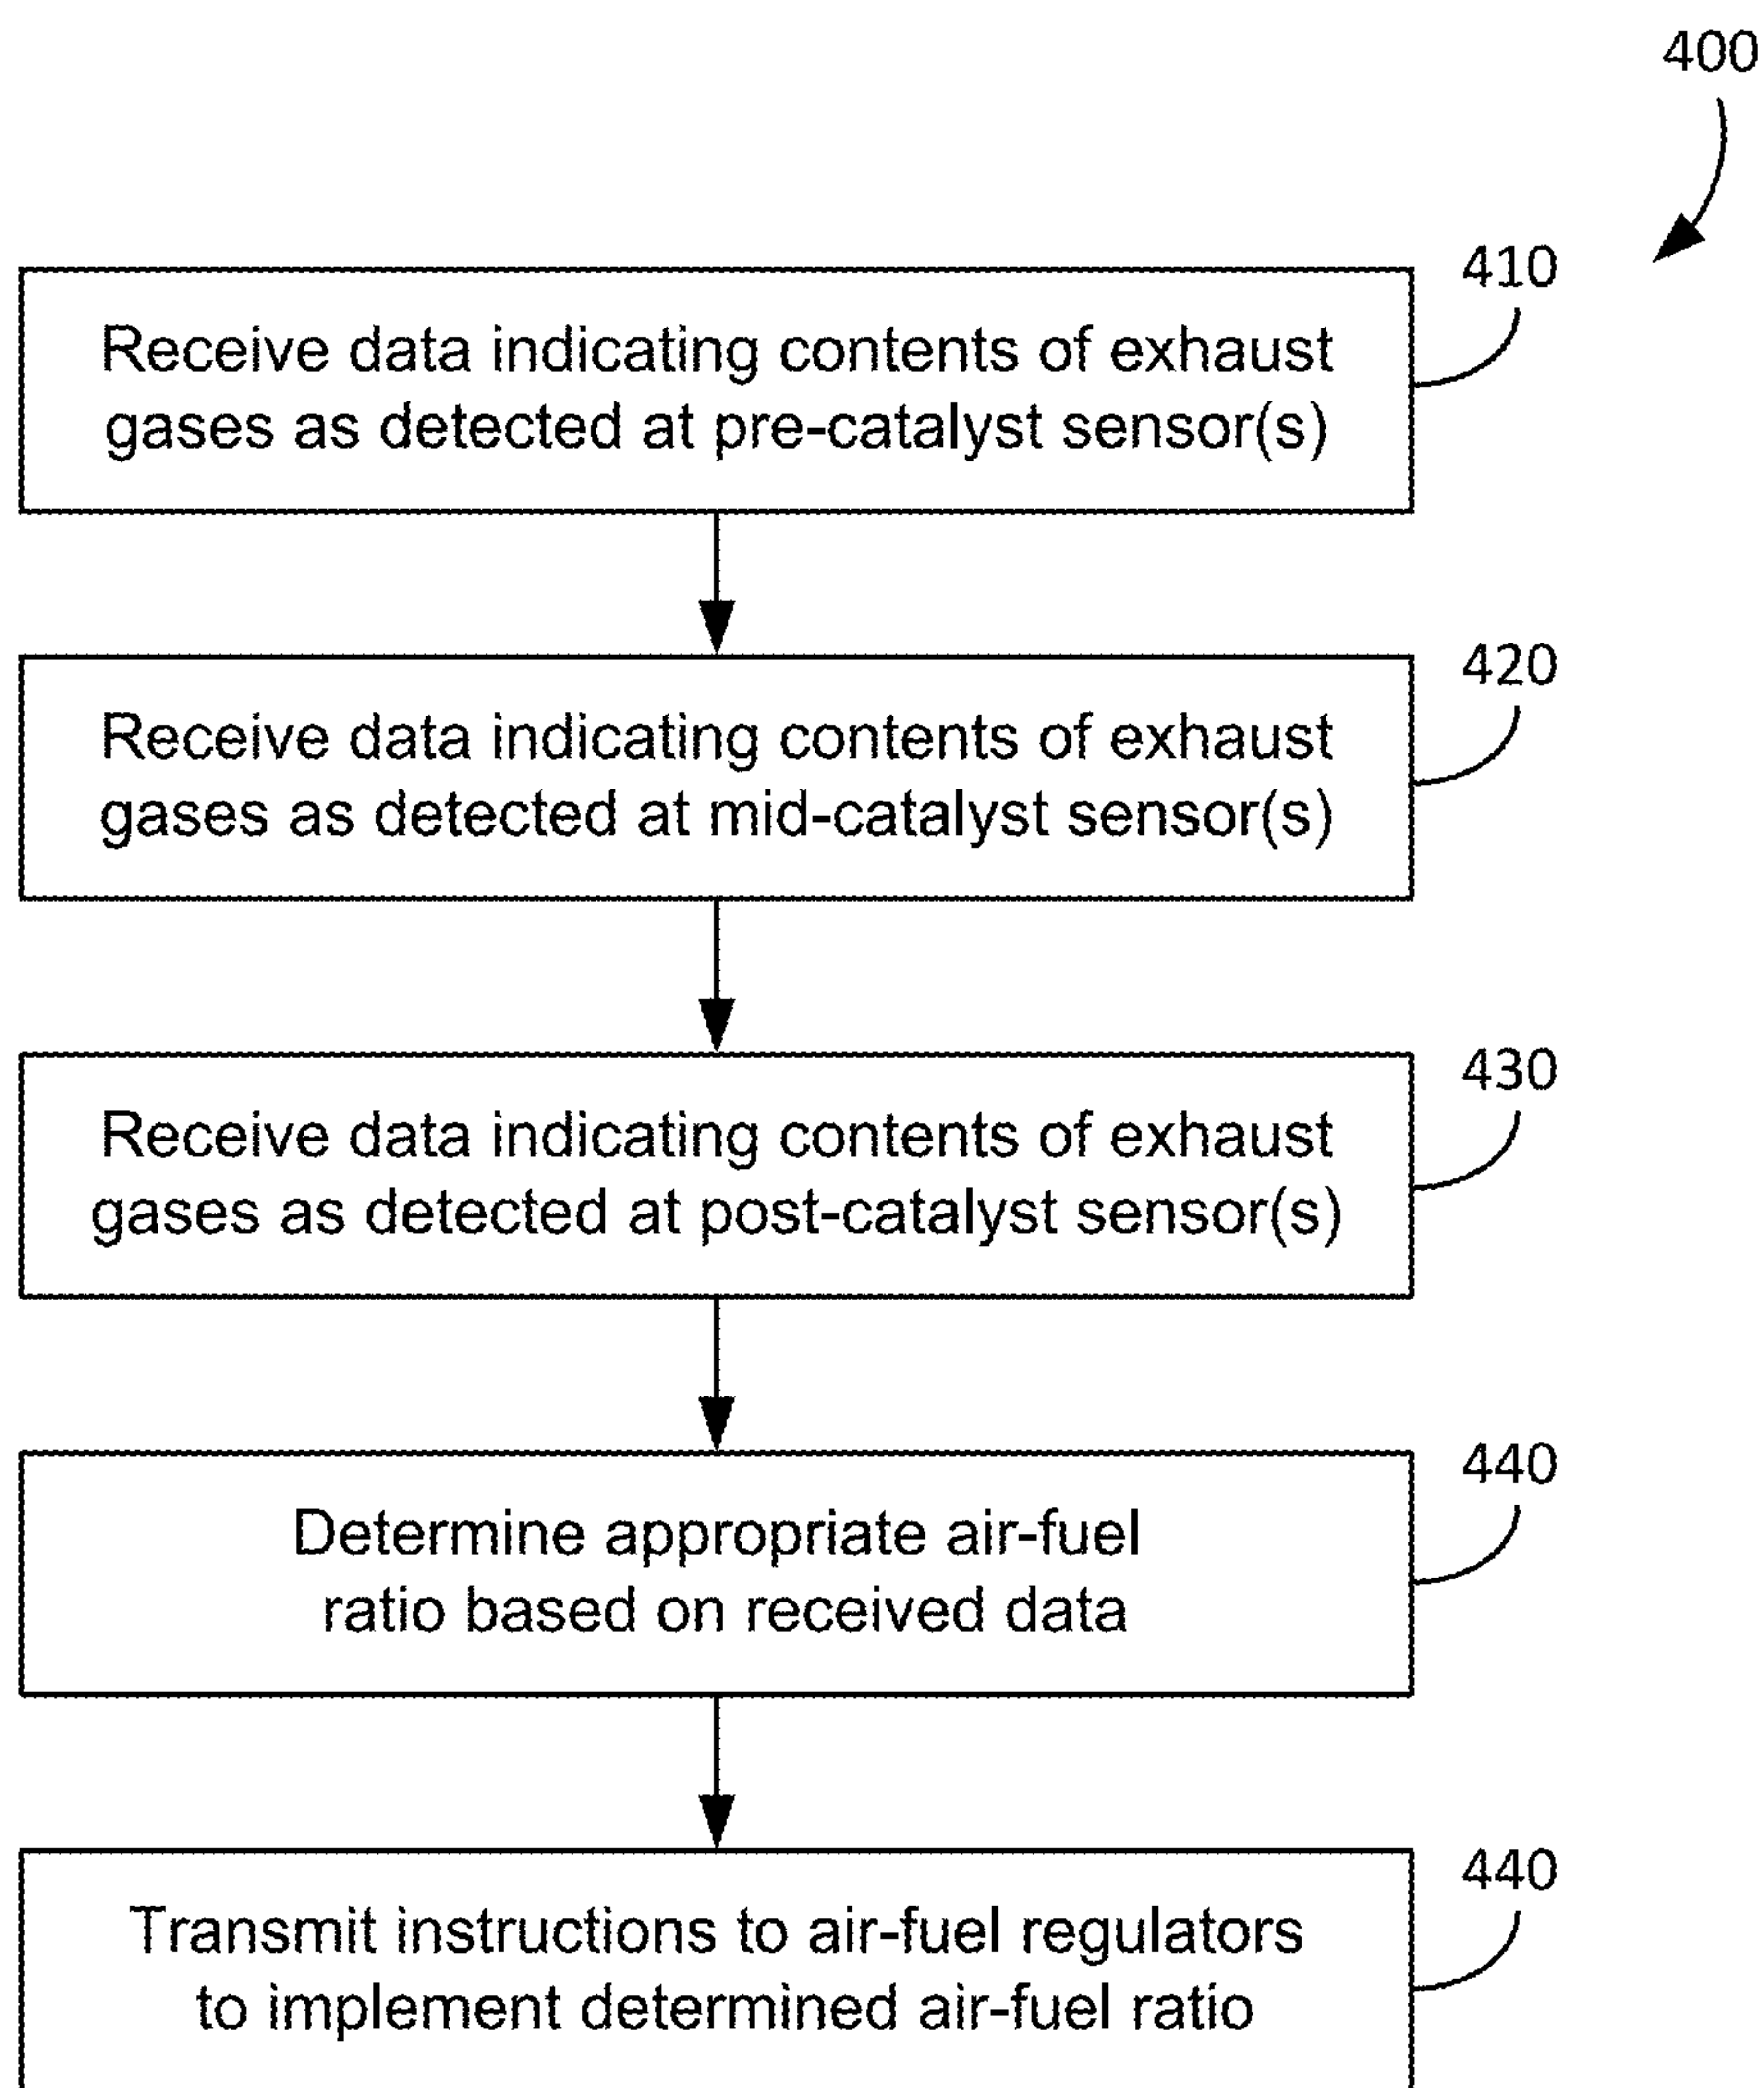 400
410
Receive data indicating contents of exhaust
gases as detected at pre-catalyst sensor(s)
420
Receive data indicating contents of exhaust
gases as detected at mid-catalyst sensor(s)
430
Receive data indicating contents of exhaust
gases as detected at post-catalyst sensor(s)
440
Determine appropriate air-fuel
ratio based on received data
440
Transmit instructions to air-fuel regulators
to implement determined air-fuel ratio